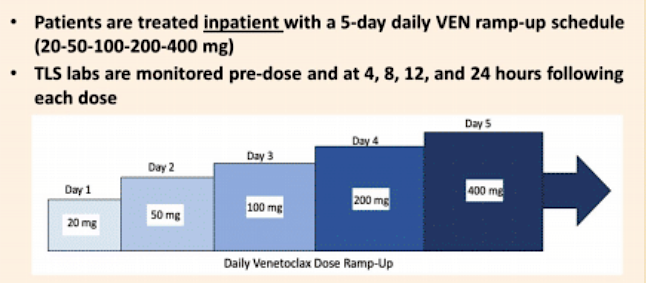 • Patients are treated inpatient with a 5-day daily VEN ramp-up schedule
(20-50-100-200-400 mg)
• TLS labs are monitored pre-dose and at 4, 8, 12, and 24 hours following
each dose
Day 1
Day 2
Day 3
Day 4
Day 5
20 mg
50 mg
100 mg
200 mg
400 mg
Daily Venetoclax Dose Ramp-Up